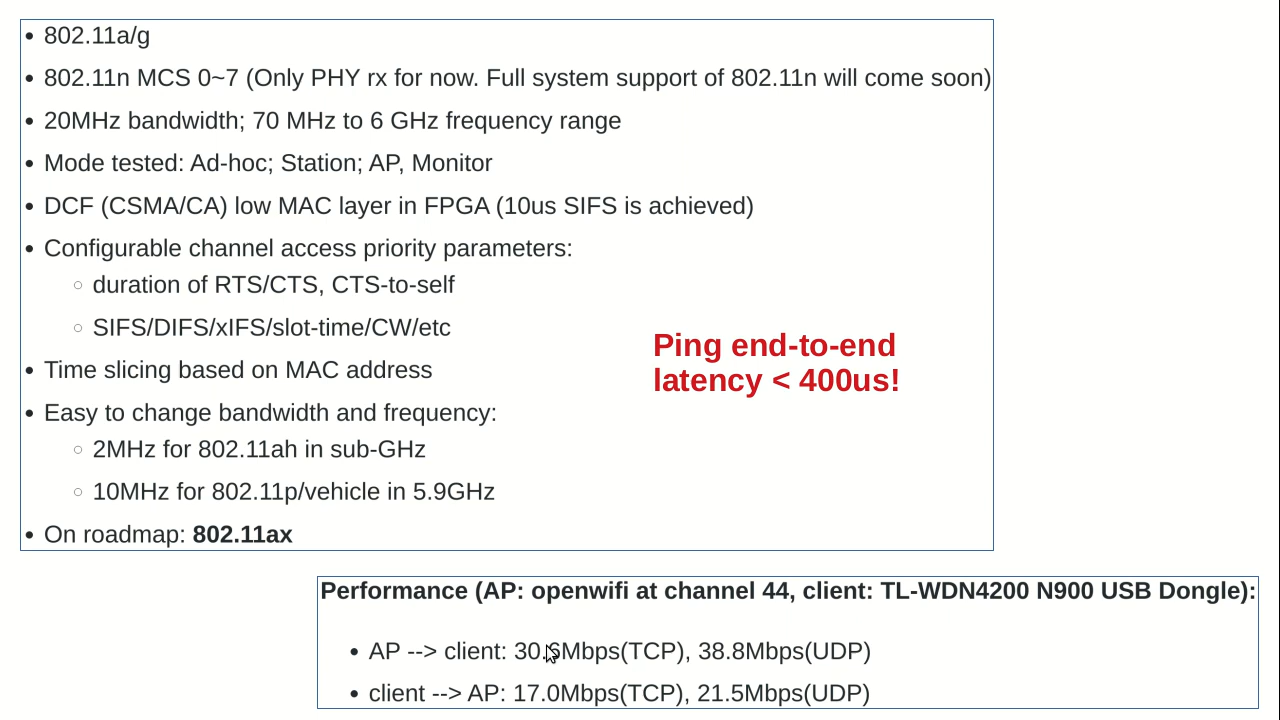 802.11a/g
802.11n MCS 0~7 (Only PHY rx for now. Full system support of 802.11n will come soon)
20MHz bandwidth; 70 MHz to 6 GHz frequency range
Mode tested: Ad-hoc; Station; AP, Monitor
DCF (CSMA/CA) low MAC layer in FPGA (10us SIFS is achieved)
Configurable channel access priority parameters:
duration of RTS/CTS, CTS-to-self
SIFS/DIFS/xIFS/slot-time/CW/etc
Time slicing based on MAC address
Easy to change bandwidth and frequency:
2MHz for 802.11ah in sub-GHz
10MHz for 802.11p/vehicle in 5.9GHz
On roadmap: 802.11ax
Ping end-to-end
latency < 400us!
Performance (AP: openwifi at channel 44, client: TL-WDN4200 N900 USB Dongle):
AP --> client: 30.6Mbps(TCP), 38.8Mbps(UDP)
client --> AP: 17.0Mbps(TCP), 21.5Mbps(UDP)